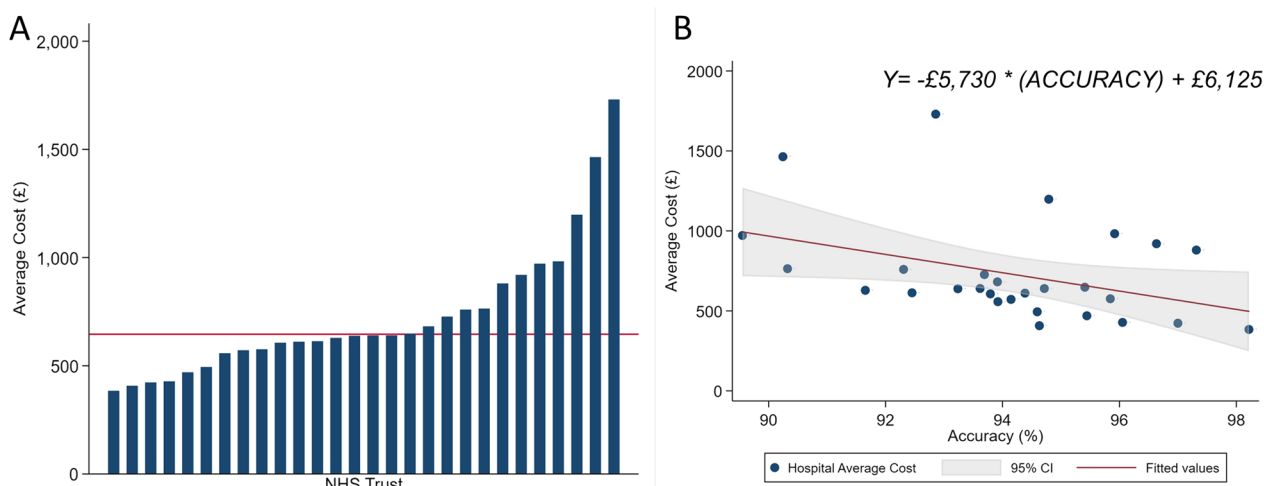 A
2,000
1,500
1,000
500
0
Average Cost (£)
NHS Trust
B
Y= -£5,730 * (ACCURACY) + £6,125
2000
1500
1000
500
0
Average Cost (£)
90 92 94 96 98
Accuracy (%)
Hospital Average Cost 95% CI Fitted values